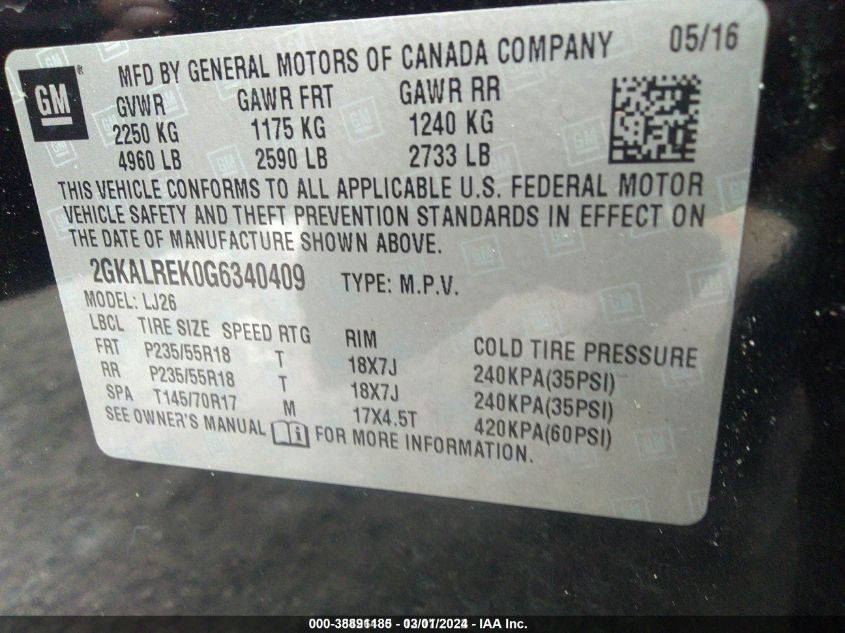 MFD BY GENERAL MOTORS OF CANADA COMPANY 05/16
GM ®
GVWR GAWR FRT GAWR RR
2250 KG 1175 KG 1240 KG
4960 LB 2590 LB 2733 LB
THIS VEHICLE CONFORMS TO ALL APPLICABLE U.S. FEDERAL MOTOR
VEHICLE SAFETY AND THEFT PREVENTION STANDARDS IN EFFECT ON
THE DATE OF MANUFACTURE SHOWN ABOVE.
2GKALREK0G6340409 TYPE: M.P.V.
MODEL: LJ26
LBCL TIRE SIZE SPEED RTG RIM COLD TIRE PRESSURE
FRT P235/55R18 T 18X7J 240KPA(35PSI)
RR P235/55R18 T 18X7J 240KPA(35PSI)
SPA T145/70R17 M 17X4.5T 420KPA(60PSI)
SEE OWNER'S MANUAL i FOR MORE INFORMATION.
- IAA Inc.